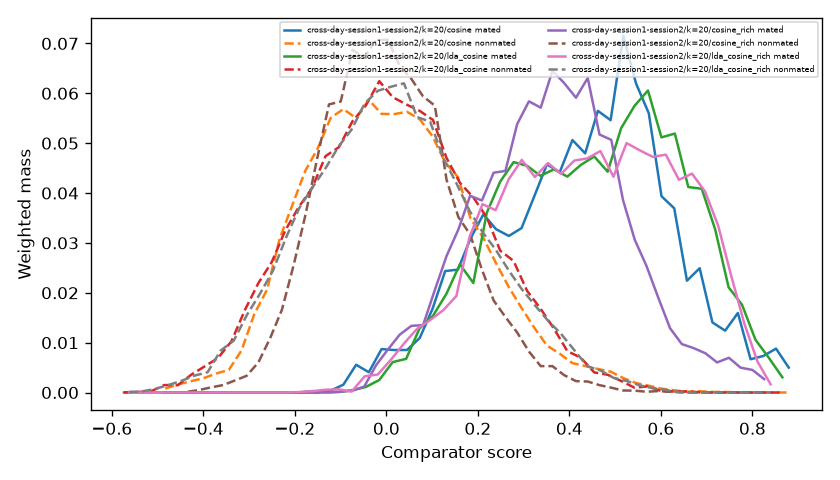 cross-day-session1-session2/k=20/cosine mated
cross-day-session1-session2/k=20/cosine nonmated
cross-day-session1-session2/k=20/lda_cosine mated
cross-day-session1-session2/k=20/lda_cosine nonmated
cross-day-session1-session2/k=20/cosine_rich mated
cross-day-session1-session2/k=20/cosine_rich nonmated
cross-day-session1-session2/k=20/lda_cosine_rich mated
cross-day-session1-session2/k=20/lda_cosine_rich nonmated
Weighted mass
0.07
0.06
0.05
0.04
0.03
0.02
0.01
0.00
−0.6 −0.4 −0.2 0.0 0.2 0.4 0.6 0.8
Comparator score